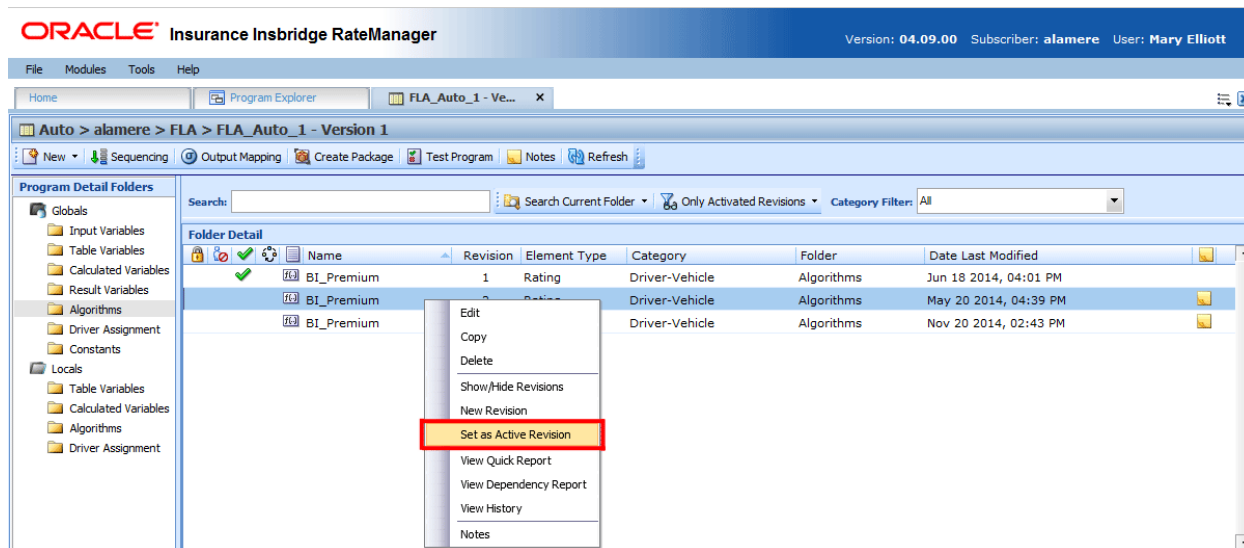 ORACLE Insurance Insbridge RateManager
Version: 04.09.00 Subscriber: alamere User: Mary Elliott
File Modules Tools Help
Home Program Explorer FLA_Auto_1 - Ve... x
Auto > alamere > FLA > FLA_Auto_1 - Version 1
New Sequencing Output Mapping Create Package Test Program Notes Refresh
Program Detail Folders
Globals
Input Variables
Table Variables
Calculated Variables
Result Variables
Algorithms
Driver Assignment
Constants
Locals
Table Variables
Calculated Variables
Algorithms
Driver Assignment
Search: Search Current Folder Only Activated Revisions Category Filter: All
Folder Detail
Name Revision Element Type Category Folder Date Last Modified
f() BI_Premium 1 Rating Driver-Vehicle Algorithms Jun 18 2014, 04:01 PM
f() BI_Premium 2 Rating Driver-Vehicle Algorithms May 20 2014, 04:39 PM
f() BI_Premium Driver-Vehicle Algorithms Nov 20 2014, 02:43 PM
Edit
Copy
Delete
Show/Hide Revisions
New Revision
Set as Active Revision
View Quick Report
View Dependency Report
View History
Notes